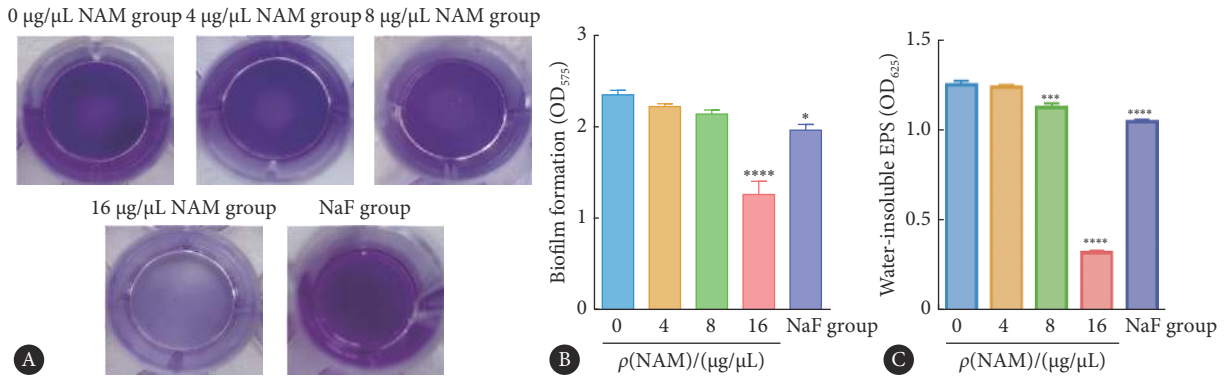 0 μg/μL NAM group 4 μg/μL NAM group 8 μg/μL NAM group
16 μg/μL NAM group NaF group
A
Biofilm formation (OD575)
3
2
1
0
****
*
0 4 8 16 NaF group
ρ(NAM)/(μg/μL)
B
Water-insoluble EPS (OD625)
1.5
1.0
0.5
0
***
****
****
0 4 8 16 NaF group
ρ(NAM)/(μg/μL)
C